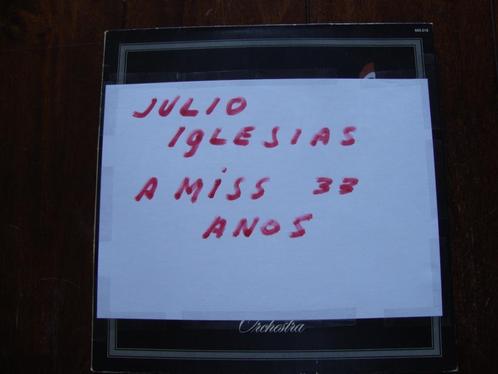 JULIO
IGLESIAS
A MISS 33
ANOS
Orchestra